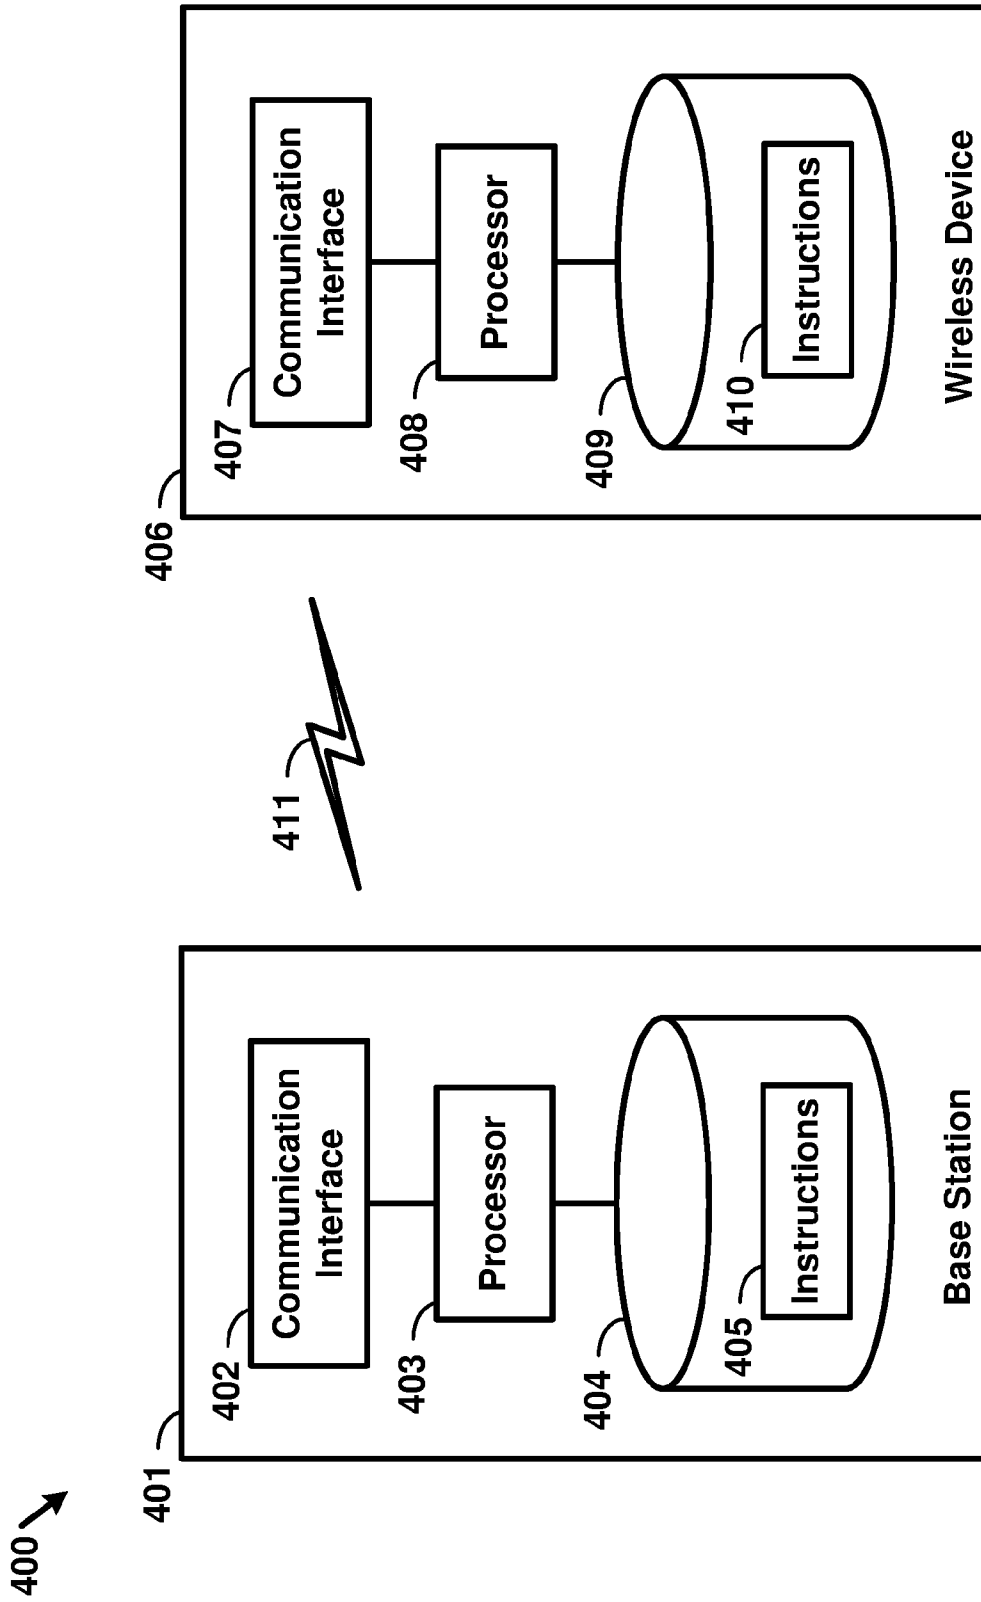 400
401
402
Communication
Interface
403
Processor
404
405
Instructions
Base Station
411
406
407
Communication
Interface
408
Processor
409
410
Instructions
Wireless Device